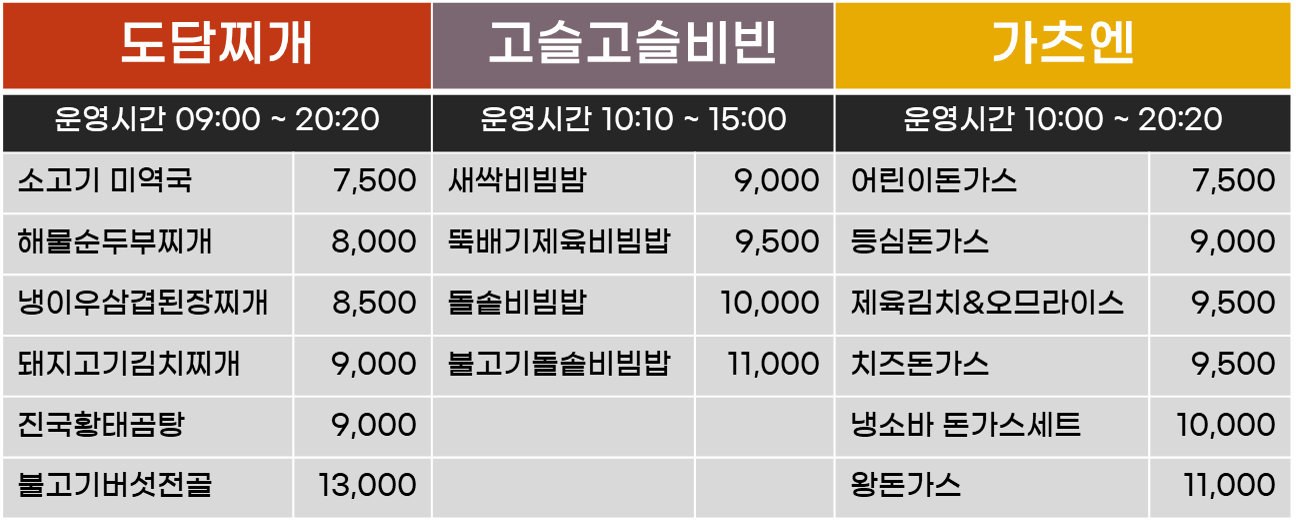 도담찌개 고슬고슬비빈 가츠엔
운영시간 09:00 ~ 20:20 운영시간 10:10 ~ 15:00 운영시간 10:00 ~ 20:20
소고기 미역국 7,500 새싹비빔밤 9,000 어린이돈가스 7,500
해물순두부찌개 8,000 뚝배기제육비빔밥 9,500 등심돈가스 9,000
냉이우삼겹된장찌개 8,500 돌솥비빔밥 10,000 제육김치&오므라이스 9,500
돼지고기김치찌개 9,000 불고기돌솥비빔밥 11,000 치즈돈가스 9,500
진국황태곰탕 9,000 냉소바 돈가스세트 10,000
불고기버섯전골 13,000 왕돈가스 11,000